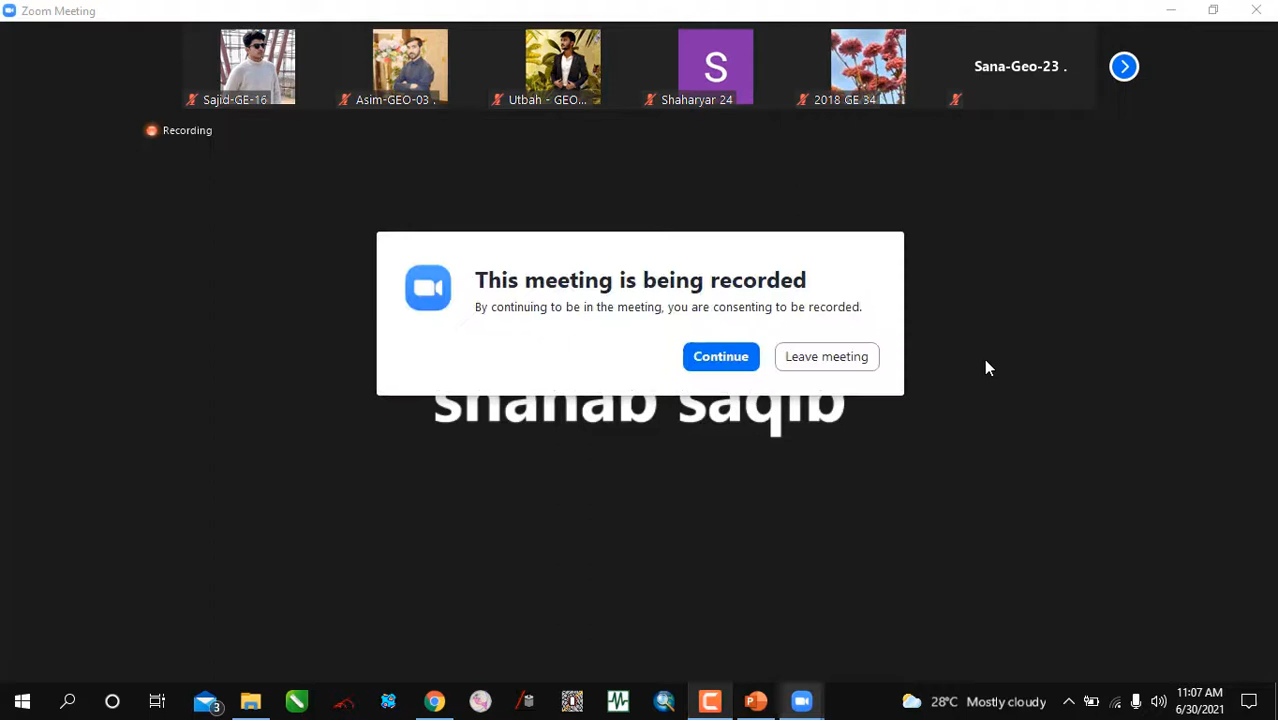 Zoom Meeting
Sajid-GE-16
Asim-GEO-03 .
Utbah - GEO...
S
Shaharyar 24
2018 GE 34
Sana-Geo-23 .
Recording
This meeting is being recorded
By continuing to be in the meeting, you are consenting to be recorded.
Continue
Leave meeting
shahab saqib
3
28°C Mostly cloudy
11:07 AM
6/30/2021